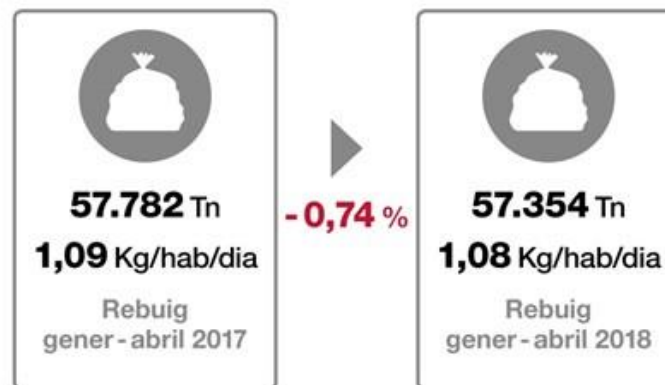 57.782 Tn
1,09 Kg/hab/dia
Rebuig
gener - abril 2017
- 0,74 %
57.354 Tn
1,08 Kg/hab/dia
Rebuig
gener - abril 2018